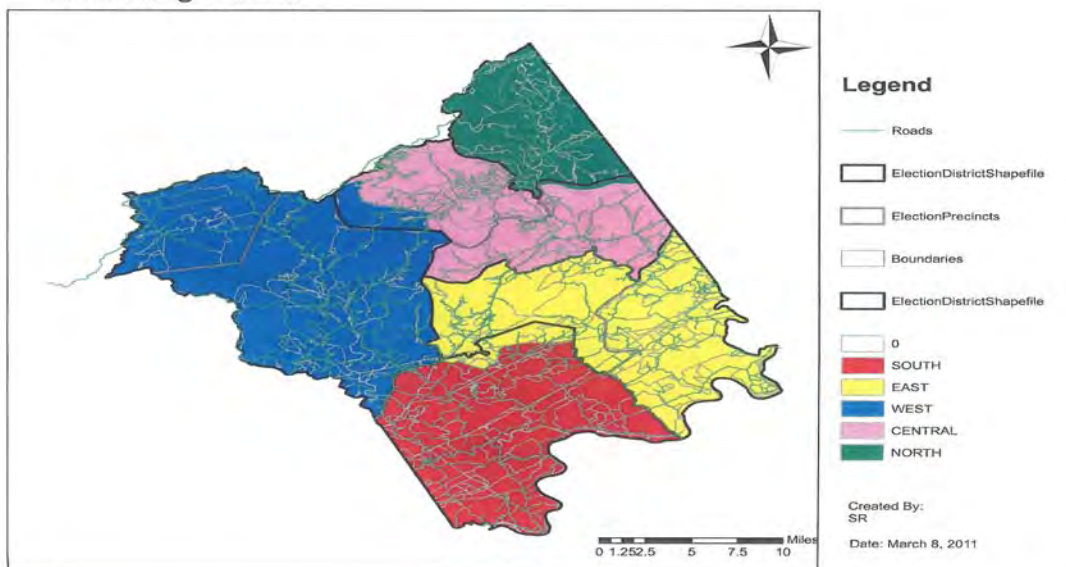 Legend
Roads
ElectionDistrictShapefile
ElectionPrecincts
Boundaries
ElectionDistrictShapefile
0
SOUTH
EAST
WEST
CENTRAL
NORTH
Created By:
SR
Date: March 8, 2011
Miles
0 1.252.5 5 7.5 10